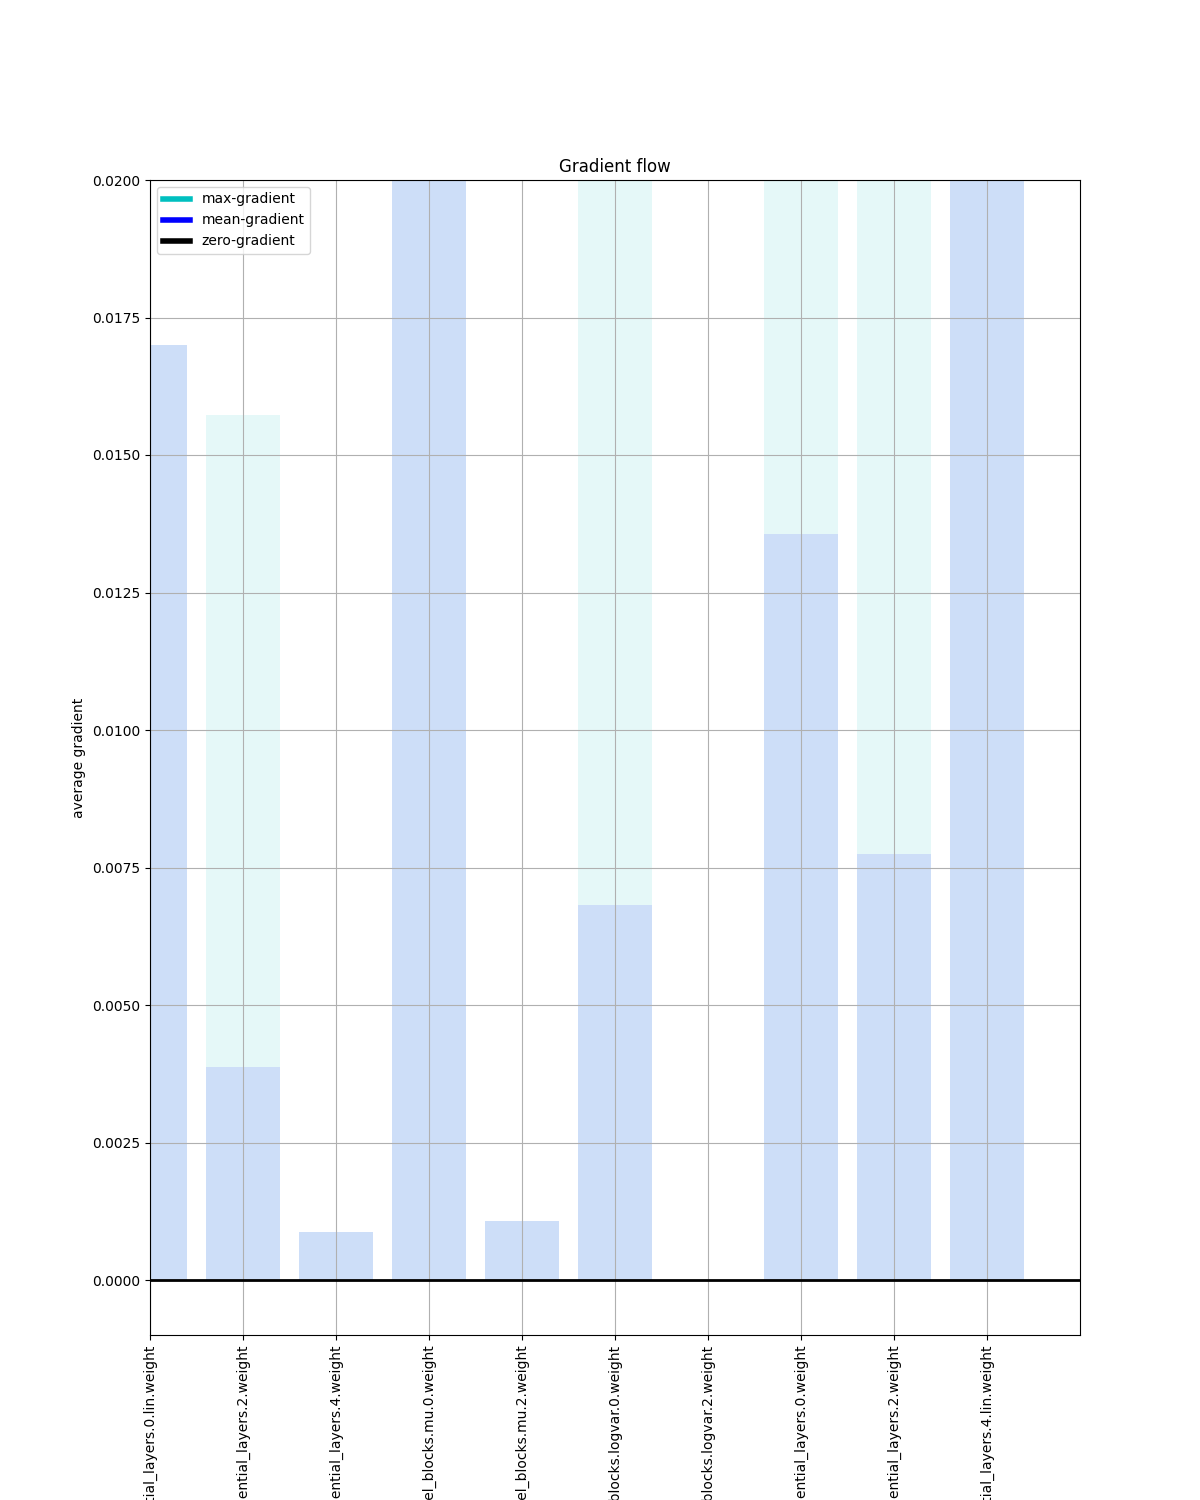 Gradient flow
max-gradient
mean-gradient
zero-gradient
0.0200
0.0175
0.0150
0.0125
0.0100
0.0075
0.0050
0.0025
0.0000
average gradient
tial_layers.0.lin.weight
ential_layers.2.weight
ential_layers.4.weight
el_blocks.mu.0.weight
el_blocks.mu.2.weight
blocks.logvar.0.weight
blocks.logvar.2.weight
ential_layers.0.weight
ential_layers.2.weight
tial_layers.4.lin.weight